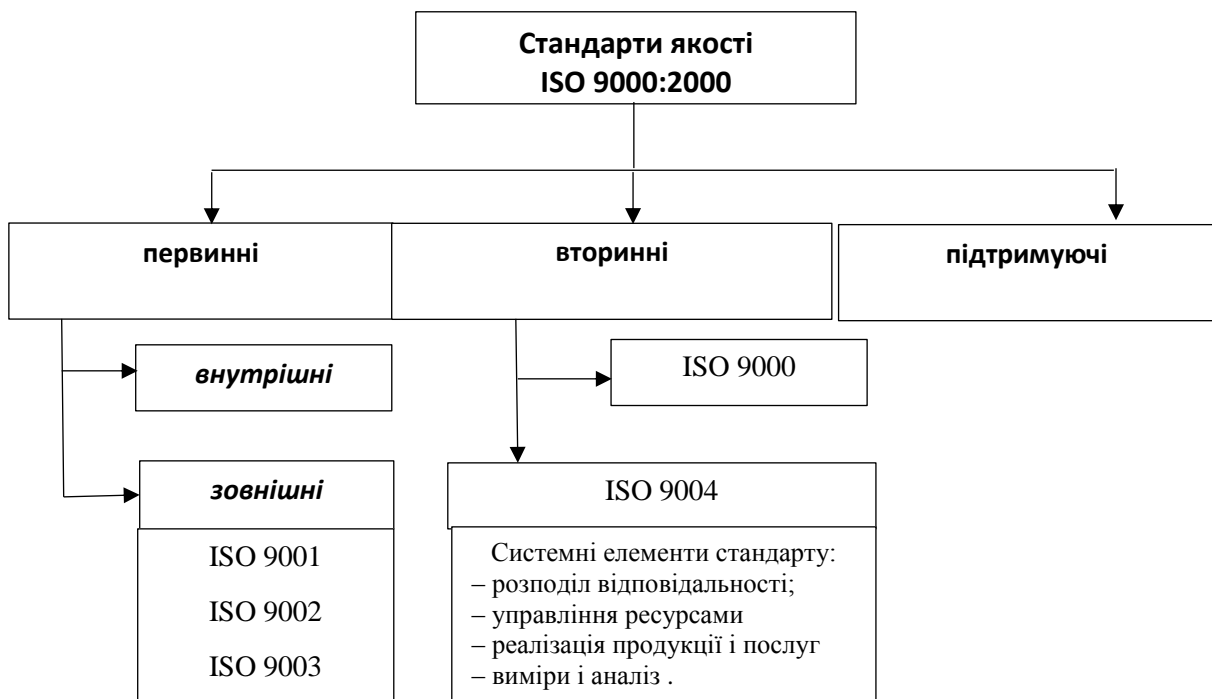 Стандарти якості
ISO 9000:2000
первинні
вторинні
підтримуючі
внутрішні
ISO 9000
зовнішні
ISO 9004
ISO 9001
ISO 9002
ISO 9003
Системні елементи стандарту:
– розподіл відповідальності;
– управління ресурсами
– реалізація продукції і послуг
– виміри і аналіз .